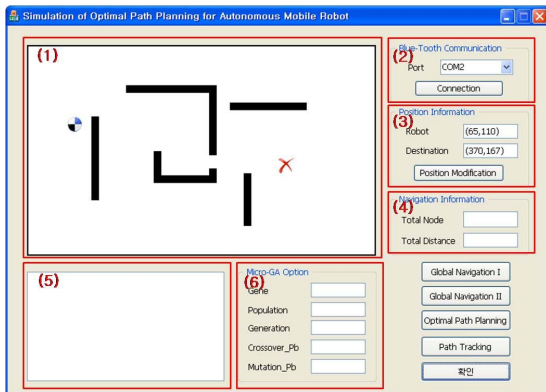 Simulation of Optimal Path Planning for Autonomous Mobile Robot
(1)
Blue-Tooth Communication
(2)
Port COM2
Connection
Position Information
(3)
Robot (65,110)
Destination (370,167)
Position Modification
Navigation Information
(4)
Total Node
Total Distance
(5)
Micro-GA Option
(6)
Gene
Population
Generation
Crossover_Pb
Mutation_Pb
Global Navigation I
Global Navigation II
Optimal Path Planning
Path Tracking
확인